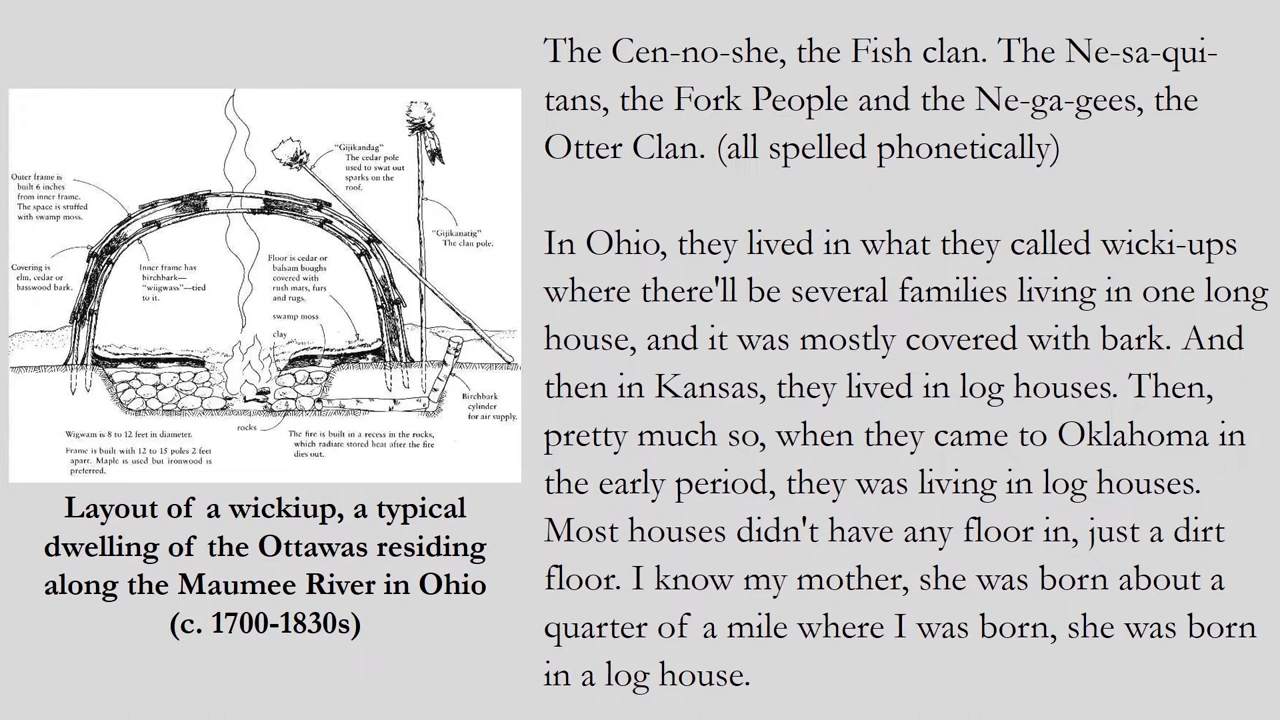 The Cen-no-she, the Fish clan. The Ne-sa-qui-
tans, the Fork People and the Ne-ga-gees, the
Otter Clan. (all spelled phonetically)
In Ohio, they lived in what they called wicki-ups
where there'll be several families living in one long
house, and it was mostly covered with bark. And
then in Kansas, they lived in log houses. Then,
pretty much so, when they came to Oklahoma in
the early period, they was living in log houses.
Most houses didn't have any floor in, just a dirt
floor. I know my mother, she was born about a
quarter of a mile where I was born, she was born
in a log house.
"Gijikandag"
The cedar pole
used to swat out
sparks on the
roof.
Outer frame is
built 6 inches
from inner frame.
The space is stuffed
with swamp moss.
"Gijikanatig"
The clan pole.
Covering is
elm, cedar or
basswood bark.
Inner frame has
birchbark—
"wiigwass"—tied
to it.
Floor is cedar or
balsam boughs
covered with
rush mats, furs
and rugs.
swamp moss
clay
Birchbark
cylinder
for air supply.
rocks
Wigwam is 8 to 12 feet in diameter.
Frame is built with 12 to 15 poles 2 feet
apart. Maple is used but ironwood is
preferred.
The fire is built in a recess in the rocks,
which radiate stored heat after the fire
dies out.
Layout of a wickiup, a typical
dwelling of the Ottawas residing
along the Maumee River in Ohio
(c. 1700-1830s)